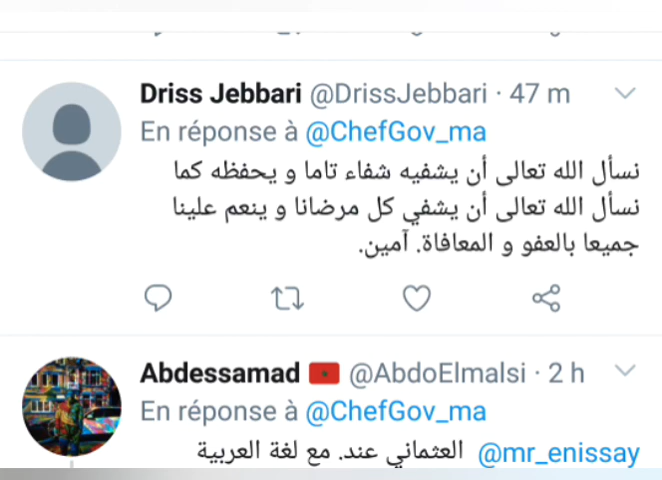 Driss Jebbari @DrissJebbari · 47 m
En réponse à @ChefGov_ma
نسأل الله تعالى أن يشفيه شفاء تاما و يحفظه كما
نسأل الله تعالى أن يشفي كل مرضانا و ينعم علينا
جميعا بالعفو و المعافاة. آمين.
Abdessamad 🇲🇦 @AbdoElmalsi · 2 h
En réponse à @ChefGov_ma
@mr_enissay العثماني عند. مع لغة العربية